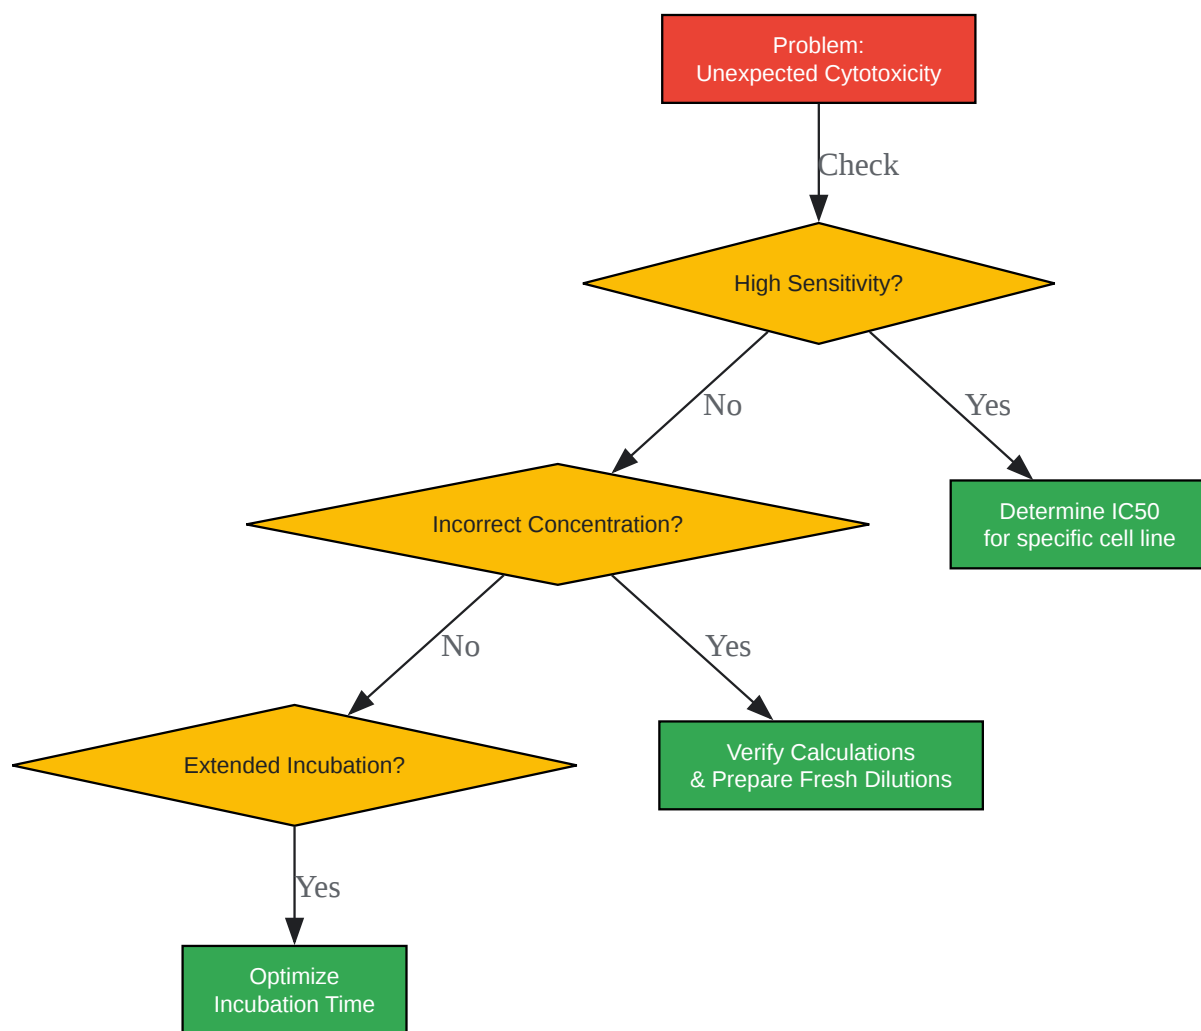 Problem:
Unexpected Cytotoxicity
Check
High Sensitivity?
No
Yes
Incorrect Concentration?
Determine IC50
for specific cell line
No
Yes
Extended Incubation?
Verify Calculations
& Prepare Fresh Dilutions
Yes
Optimize
Incubation Time